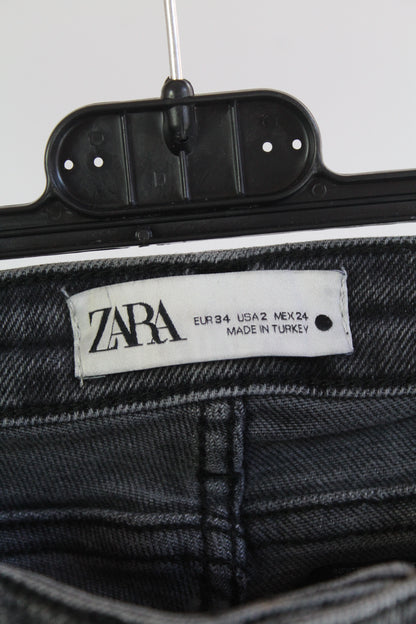 ZARA
EUR 34 USA 2 MEX 24
MADE IN TURKEY
D